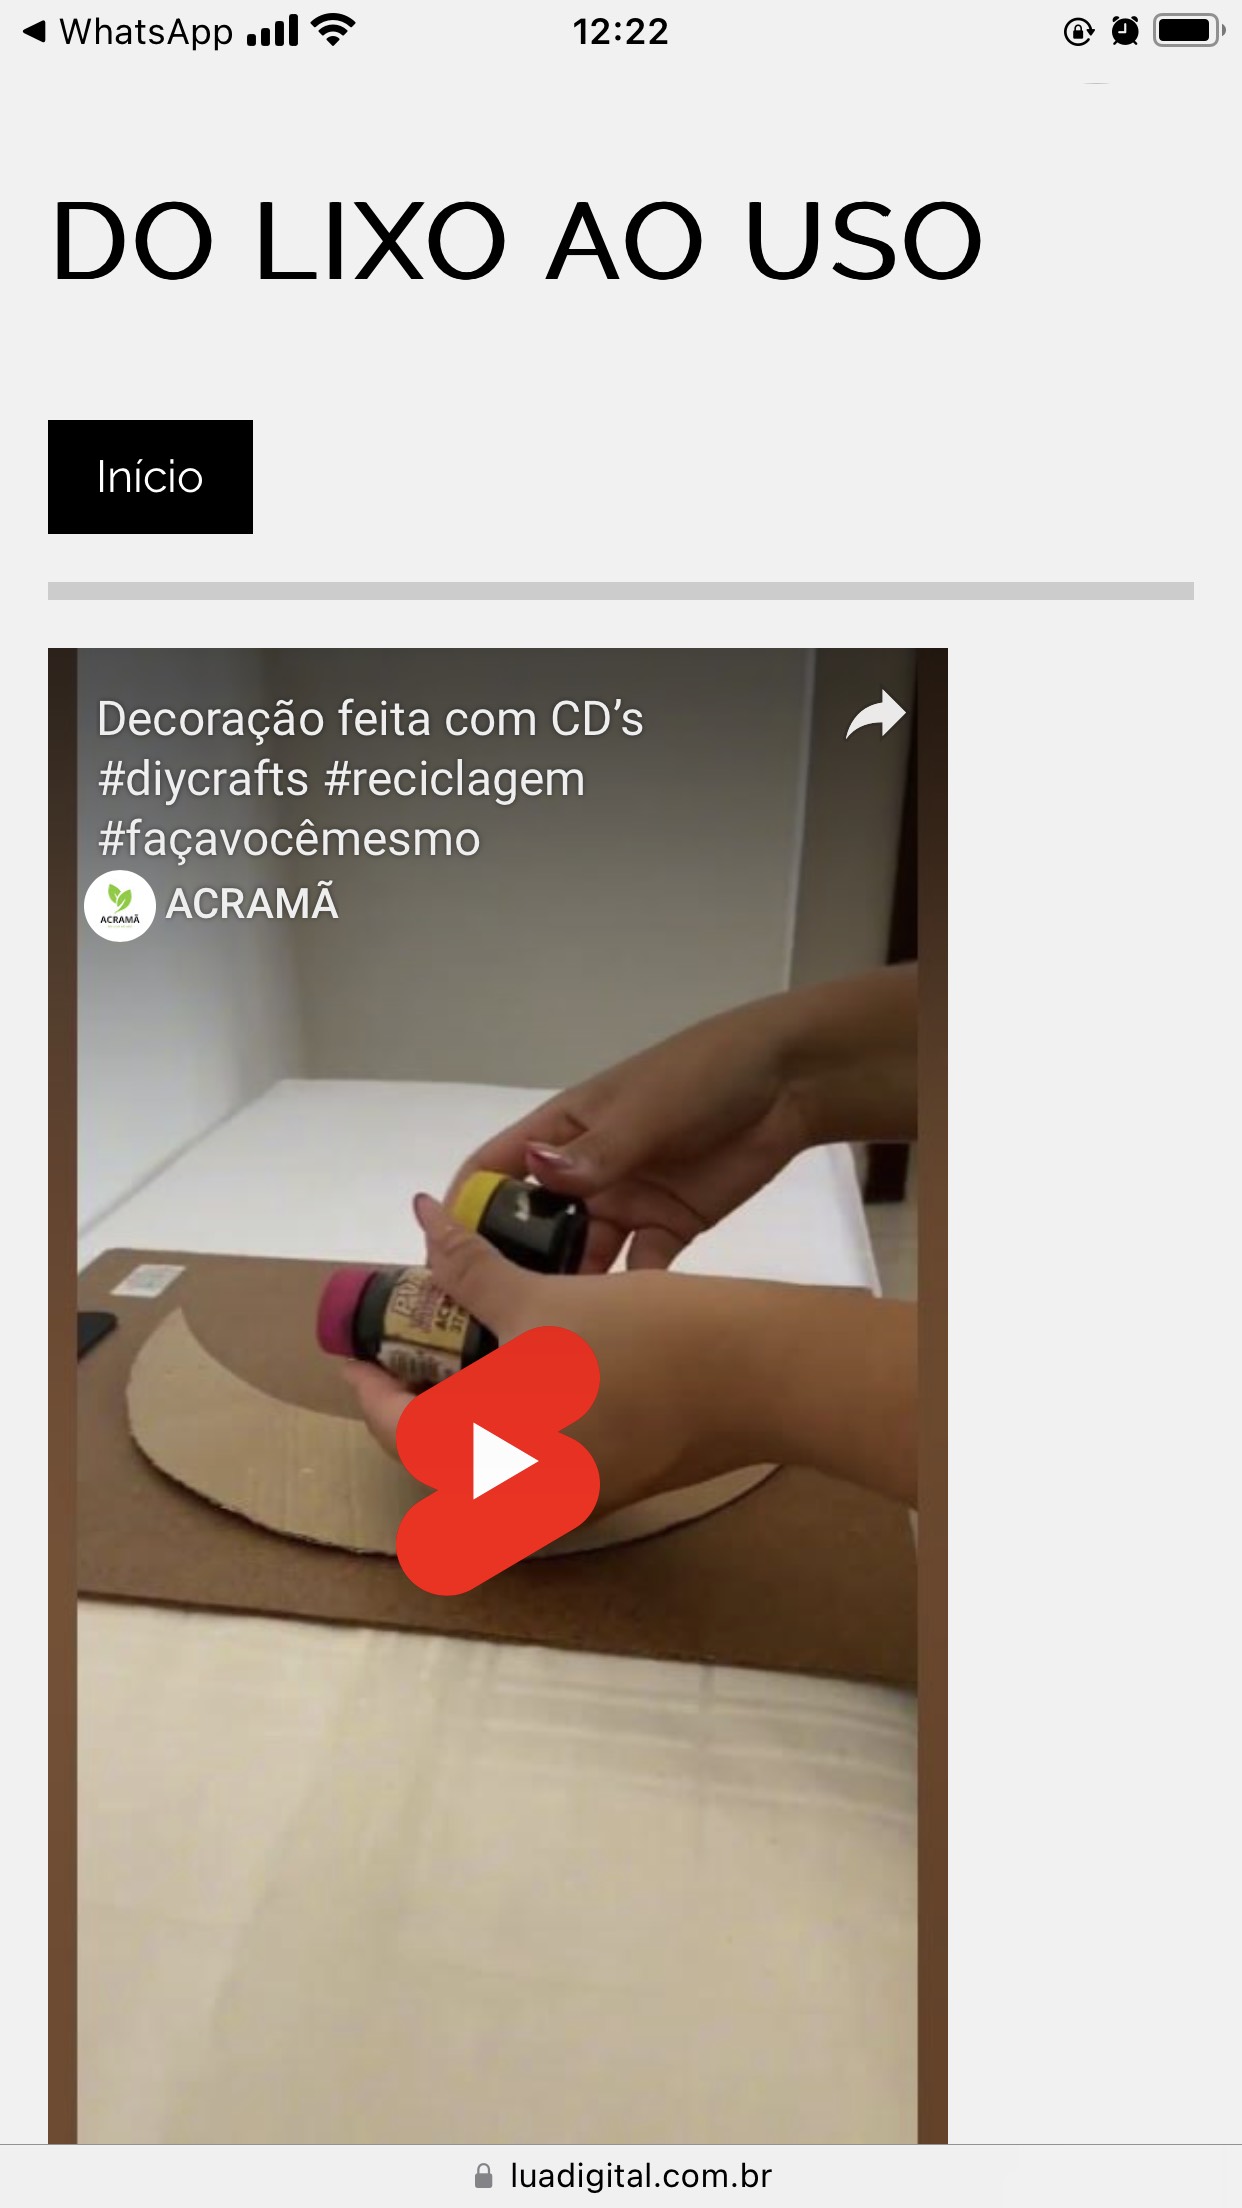 WhatsApp
12:22
DO LIXO AO USO
Início
Decoração feita com CD’s
#diycrafts #reciclagem
#façavocêmesmo
ACRAMÃ
ACRAMÃ
luadigital.com.br